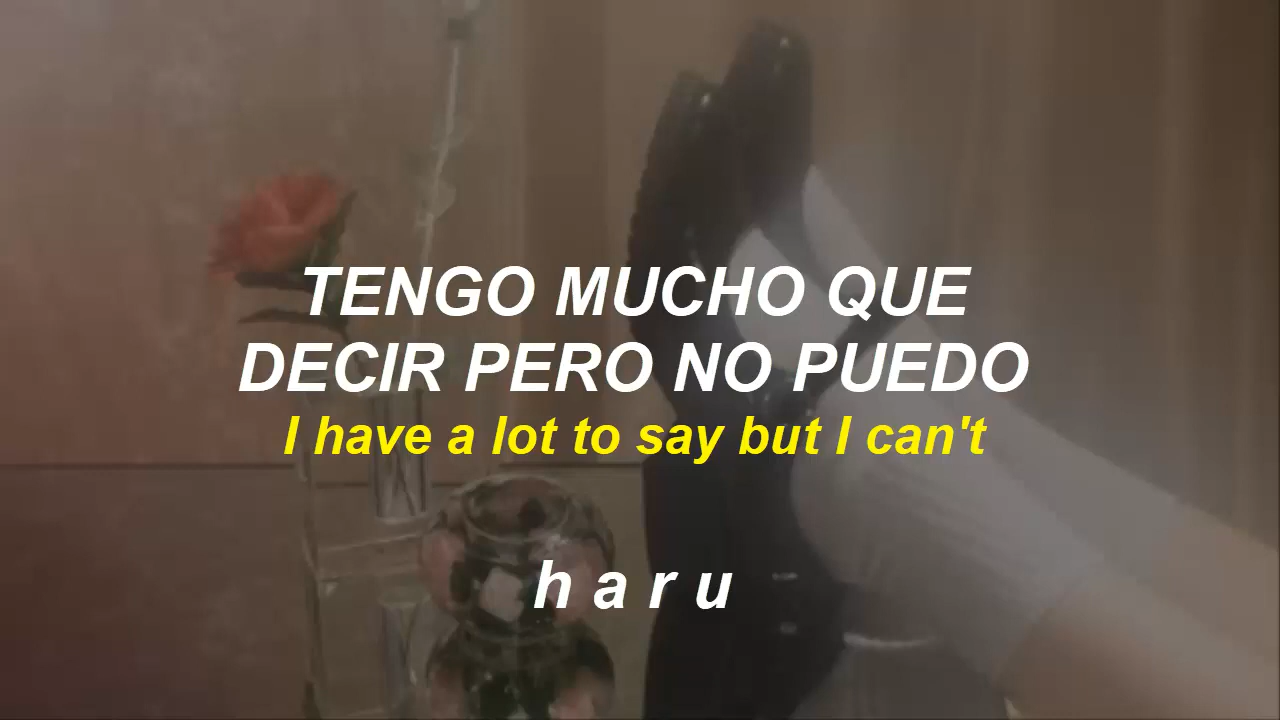 TENGO MUCHO QUE
DECIR PERO NO PUEDO
I have a lot to say but I can't
h a r u